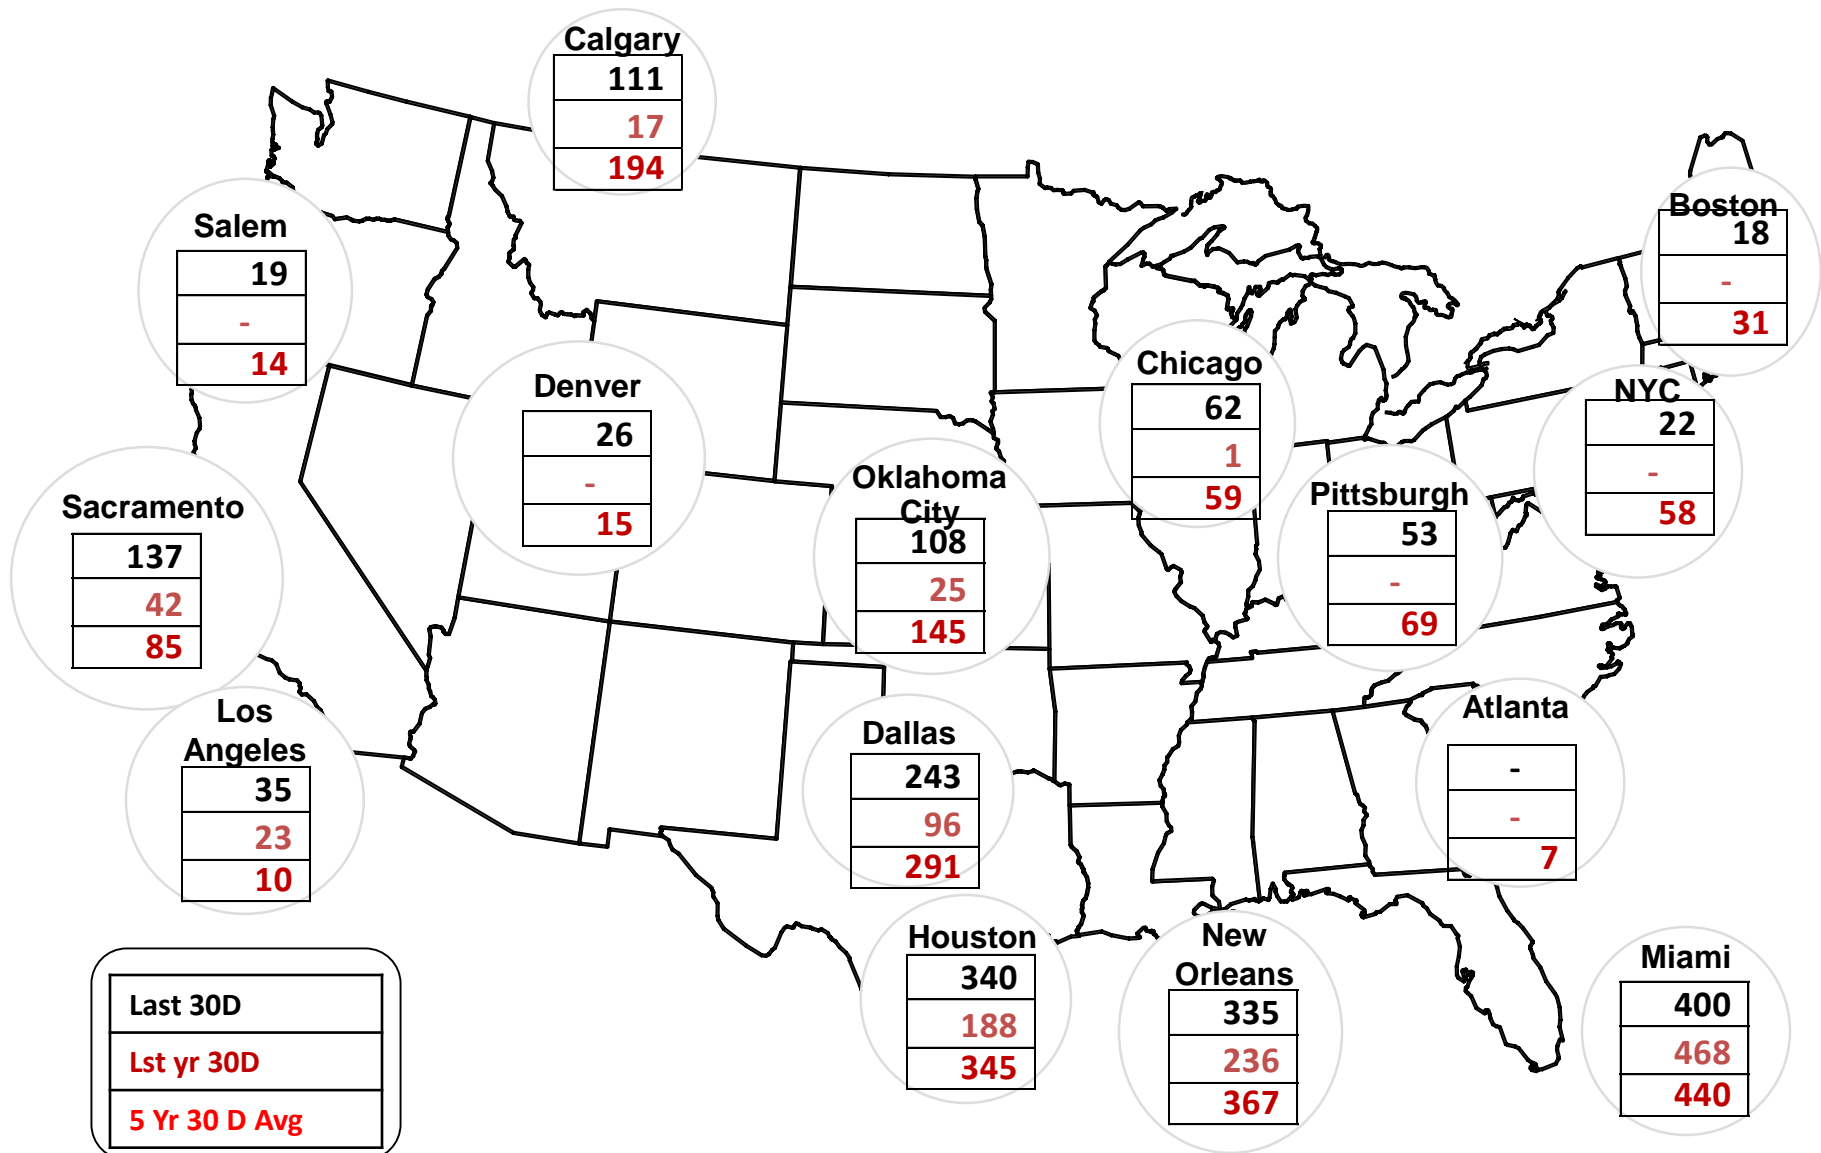 Calgary
111
17
194
Salem
19
-
14
Boston
18
-
31
Denver
26
-
15
Chicago
62
1
59
NYC
22
-
58
Oklahoma
City
108
25
145
Pittsburgh
53
-
69
Sacramento
137
42
85
Los
Angeles
35
23
10
Dallas
243
96
291
Atlanta
-
-
7
Houston
340
188
345
New
Orleans
335
236
367
Miami
400
468
440
Last 30D
Lst yr 30D
5 Yr 30 D Avg